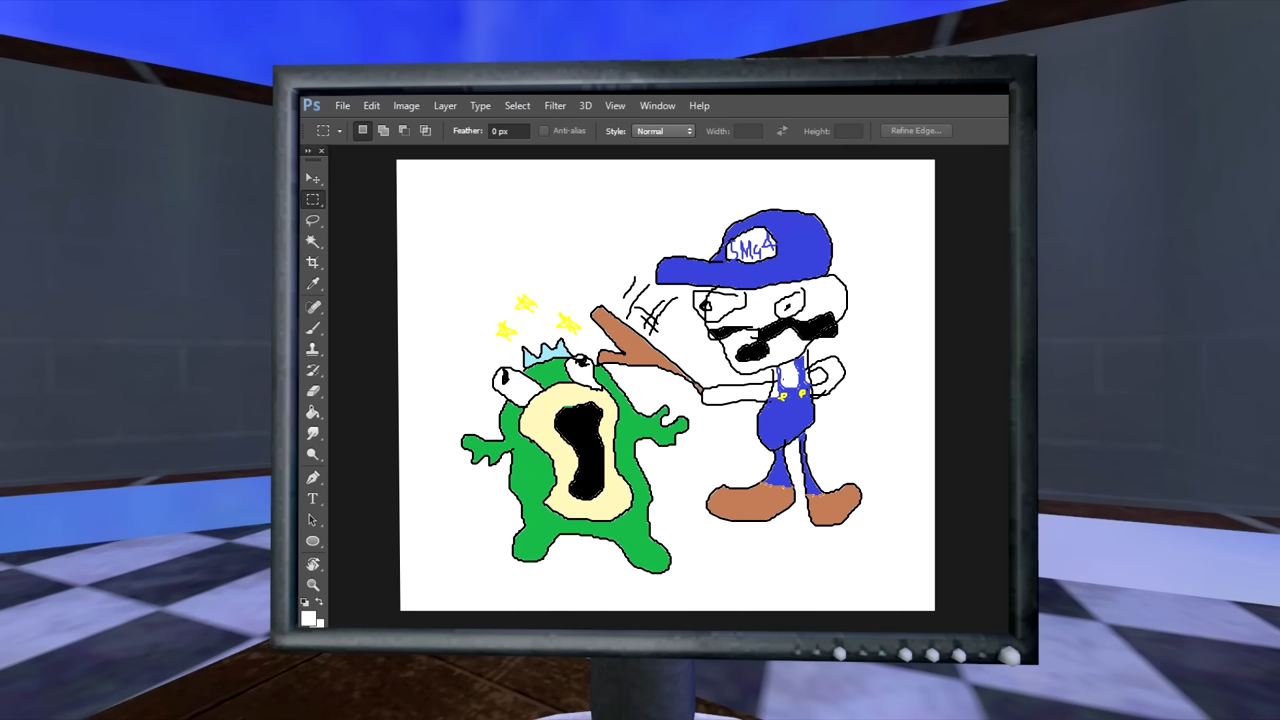 Ps File Edit Image Layer Type Select Filter 3D View Window Help
Feather: 0 px Anti-alias Style: Normal Width: Height: Refine Edge...
SMG4
T